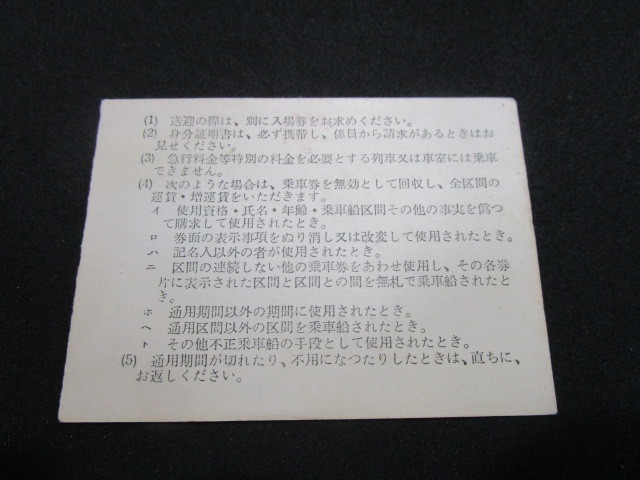 (1) 送迎の際は、別に入場券をお求めください。
(2) 身分証明書は、必ず携帯し、係員から請求があるときはお
見せください。
(3) 急行料金等特別の料金を必要とする列車又は車室には乗車
できません。
(4) 次のような場合は、乗車券を無効として回収し、全区間の
運賃・増運賃をいただきます。
イ 使用資格・氏名・年齢・乗車船区間その他の事実を偽つ
て購求して使用されたとき。
ロ 券面の表示事項をぬり消し又は改変して使用されたとき。
ハ 記名人以外の者が使用されたとき。
ニ 区間の連続しない他の乗車券をあわせ使用し、その各券
片に表示された区間と区間との間を無札で乗車船されたと
き。
ホ 通用期間以外の期間に使用されたとき。
ヘ 通用区間以外の区間を乗車船されたとき。
ト その他不正乗車船の手段として使用されたとき。
(5) 通用期間が切れたり、不用になつたりしたときは、直ちに、
お返しください。